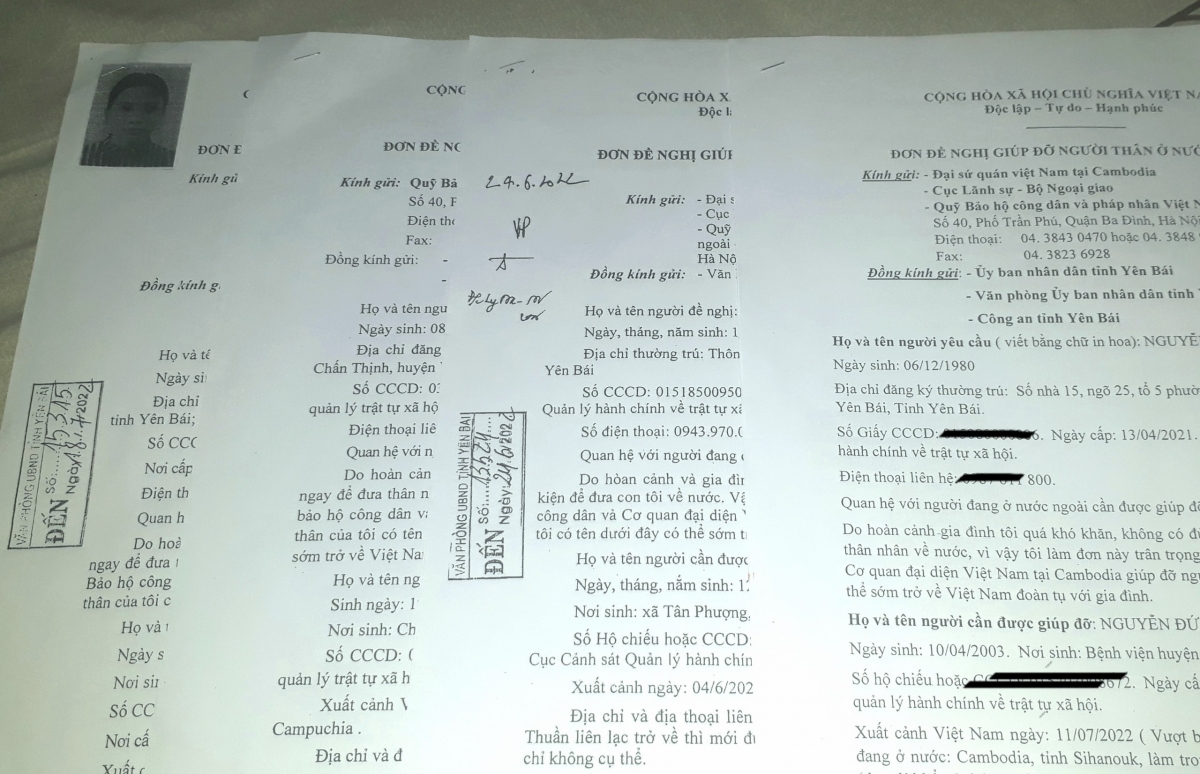 C
ĐƠN Đ
Kính gử
Đồng kính g
Họ và tê
Ngày si
Địa chỉ
tỉnh Yên Bái;
Số CCC
Nơi cấp
Điện th
Quan h
Do hoà
ngay để đưa
Bảo hộ công
thân của tôi c
Họ và
Ngày s
Nơi sin
Số CC
Nơi cấ
Xuất
VĂN PHÒNG UBND TỈNH YÊN BÁI
ĐẾN
Số:
Ngày
CỘNG
ĐƠN ĐỀ NG
Kính gửi: Quỹ Bả
Số 40, P
Điện tho
Fax:
Đồng kính gửi: -
-
Họ và tên ngu
Ngày sinh: 08
Địa chỉ đăng
Chấn Thịnh, huyện
Số CCCD: 0
quản lý trật tự xã hộ
Điện thoại liê
Quan hệ với n
Do hoàn cản
ngay để đưa thân n
bảo hộ công dân v
thân của tôi có tên
sớm trở về Việt Na
Họ và tên ng
Sinh ngày: 1
Nơi sinh: Ch
Số CCCD: (
quản lý trật tự xã h
Xuất cảnh V
Campuchia .
Địa chỉ và đ
24.6.2022
VP
VĂN PHÒNG UBND TỈNH YÊN BÁI
ĐẾN
Số:
Ngày 24/6/2022
CỘNG HÒA X
Độc l
ĐƠN ĐỀ NGHỊ GIÚP
Kính gửi: - Đại s
- Cục
- Quỹ
ngoài
Hà Nộ
Đồng kính gửi: - Văn
Họ và tên người đề nghị:
Ngày, tháng, năm sinh: 1
Địa chỉ thường trú: Thôn
Yên Bái
Số CCCD: 01518500950
Quản lý hành chính về trật tự xã
Số điện thoại: 0943.970.0
Quan hệ với người đang
Do hòan cảnh và gia đìn
kiện để đưa con tôi về nước. Vậ
công dân và Cơ quan đại diện V
tôi có tên dưới đây có thể sớm t
Họ và tên người cần được
Ngày, tháng, nắm sinh: 1
Nơi sinh: xã Tân Phượng,
Số Hộ chiếu hoặc CCCD:
Cục Cảnh sát Quản lý hành chín
Xuất cảnh ngày: 04/6/202
Địa chỉ và địa thoại liên
Thuần liên lạc trở về thì mới đ
chỉ không cụ thể.
CỘNG HÒA XÃ HỘI CHỦ NGHĨA VIỆT NA
Độc lập – Tự do – Hạnh phúc
ĐƠN ĐỀ NGHỊ GIÚP ĐỠ NGƯỜI THÂN Ở NƯỚ
Kính gửi: - Đại sứ quán việt Nam tại Cambodia
- Cục Lãnh sự - Bộ Ngoại giao
- Quỹ Bảo hộ công dân và pháp nhân Việt N
Số 40, Phố Trần Phú, Quận Ba Đình, Hà Nội
Điện thoại: 04. 3843 0470 hoặc 04. 3848
Fax: 04. 3823 6928
Đồng kính gửi: - Ủy ban nhân dân tỉnh Yên Bái
- Văn phòng Ủy ban nhân dân tỉnh
- Công an tỉnh Yên Bái
Họ và tên người yêu cầu ( viết bằng chữ in hoa): NGUYỄ
Ngày sinh: 06/12/1980
Địa chỉ đăng ký thường trú: Số nhà 15, ngõ 25, tổ 5 phườ
Yên Bái, Tỉnh Yên Bái.
Số Giấy CCCD: 6. Ngày cấp: 13/04/2021.
hành chính về trật tự xã hội.
Điện thoại liên hệ: 800.
Quan hệ với người đang ở nước ngoài cần được giúp đỡ
Do hoàn cảnh gia đình tôi quá khó khăn, không có đ
thân nhân về nước, vì vậy tôi làm đơn này trân trọng
Cơ quan đại diện Việt Nam tại Cambodia giúp đỡ ng
thể sớm trở về Việt Nam đoàn tụ với gia đình.
Họ và tên người cần được giúp đỡ: NGUYỄN ĐỨ
Ngày sinh: 10/04/2003. Nơi sinh: Bệnh viện huyện
Số hộ chiếu hoặc 2. Ngày cấ
quản lý hành chính về trật tự xã hội.
Xuất cảnh Việt Nam ngày: 11/07/2022 ( Vượt b
đang ở nước: Cambodia, tỉnh Sihanouk, làm tro